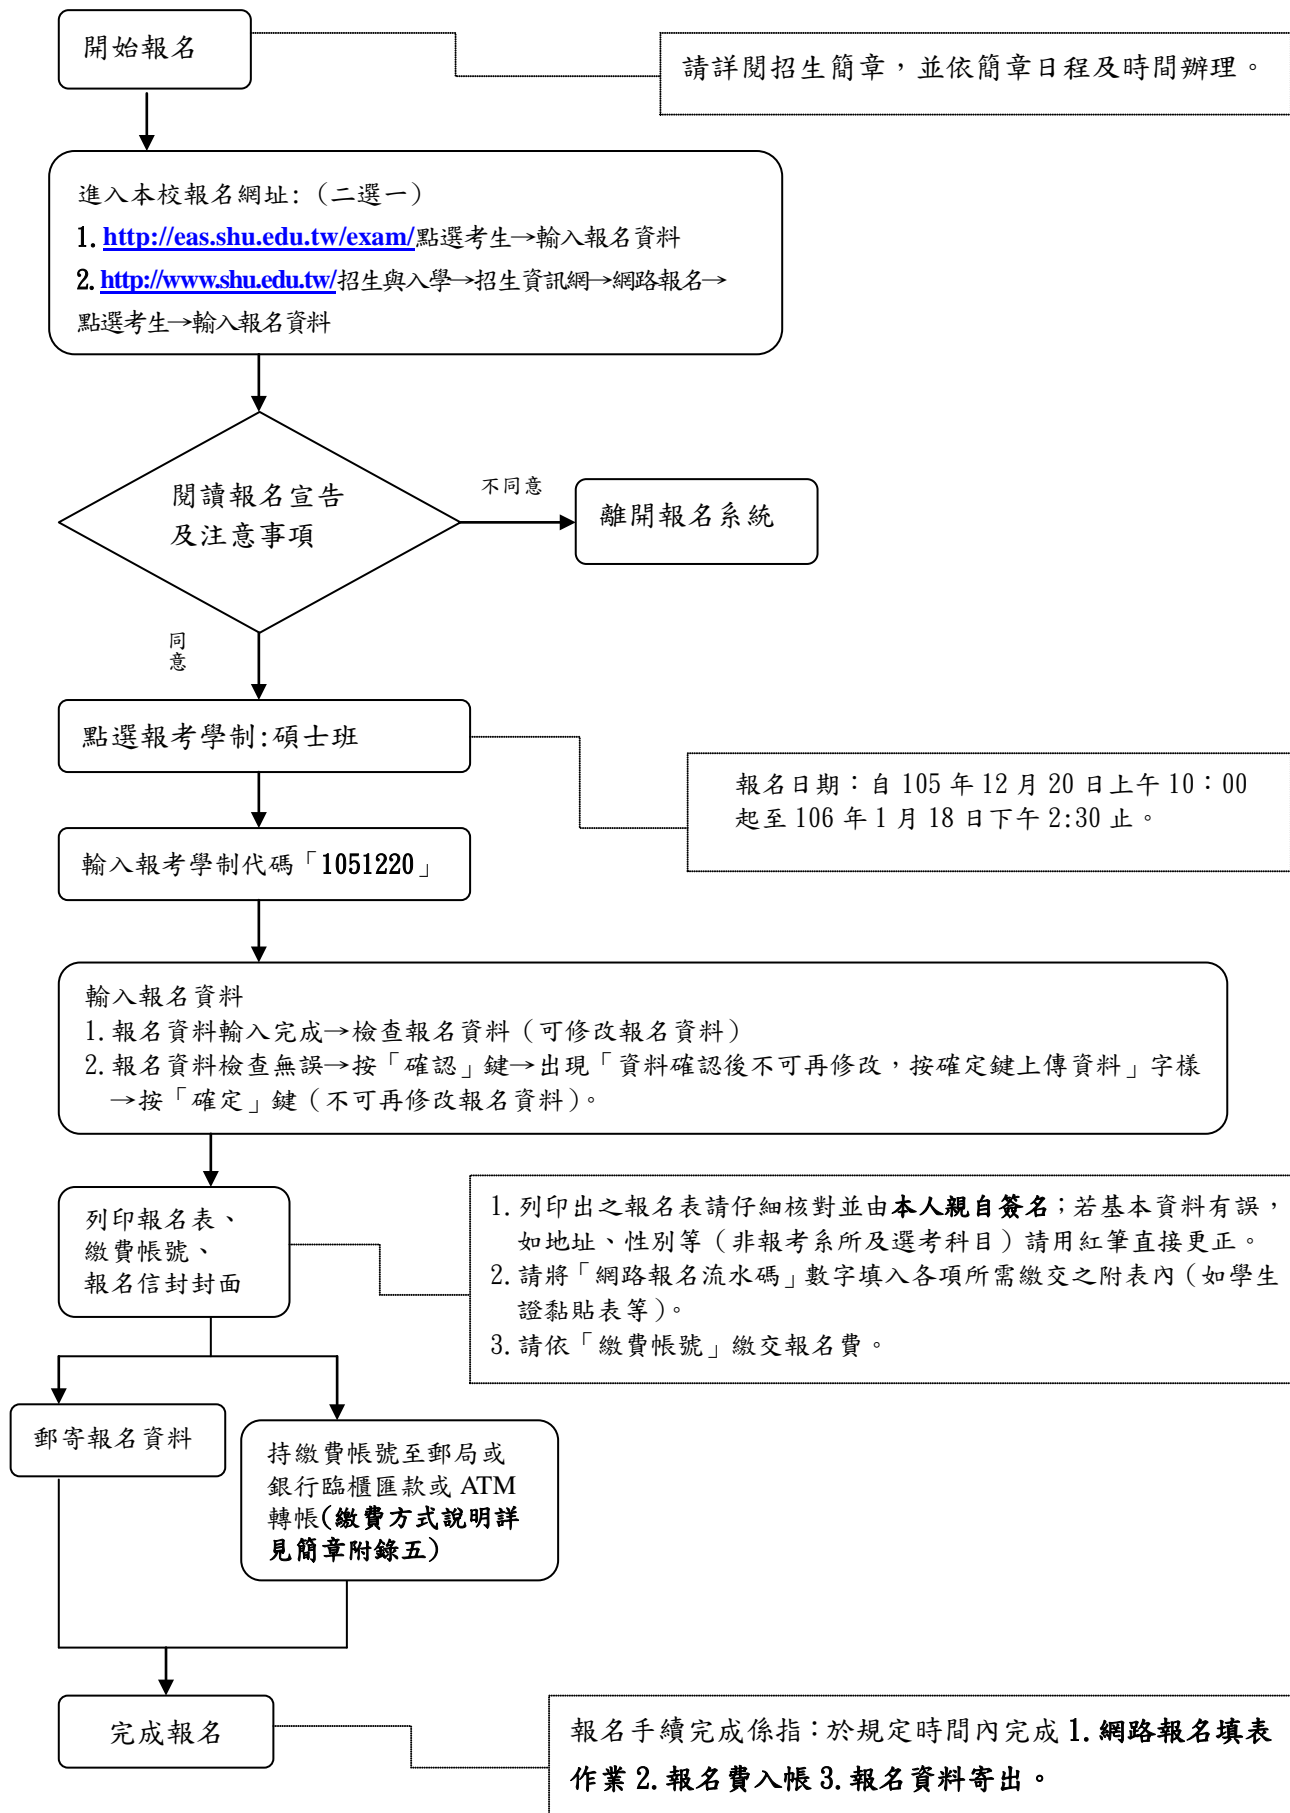 開始報名
請詳閱招生簡章，並依簡章日程及時間辦理。
進入本校報名網址:（二選一）
1. http://eas.shu.edu.tw/exam/點選考生→輸入報名資料
2. http://www.shu.edu.tw/招生與入學→招生資訊網→網路報名→
點選考生→輸入報名資料
閱讀報名宣告
及注意事項
不同意
離開報名系統
同
意
點選報考學制:碩士班
報名日期：自 105 年 12 月 20 日上午 10：00
起至 106 年 1 月 18 日下午 2:30 止。
輸入報考學制代碼「1051220」
輸入報名資料
1. 報名資料輸入完成→檢查報名資料（可修改報名資料）
2. 報名資料檢查無誤→按「確認」鍵→出現「資料確認後不可再修改，按確定鍵上傳資料」字樣
→按「確定」鍵（不可再修改報名資料）。
列印報名表、
繳費帳號、
報名信封封面
1. 列印出之報名表請仔細核對並由本人親自簽名；若基本資料有誤，
如地址、性別等（非報考系所及選考科目）請用紅筆直接更正。
2. 請將「網路報名流水碼」數字填入各項所需繳交之附表內（如學生
證黏貼表等）。
3. 請依「繳費帳號」繳交報名費。
郵寄報名資料
持繳費帳號至郵局或
銀行臨櫃匯款或 ATM
轉帳(繳費方式說明詳
見簡章附錄五)
完成報名
報名手續完成係指：於規定時間內完成 1. 網路報名填表
作業 2. 報名費入帳 3. 報名資料寄出。